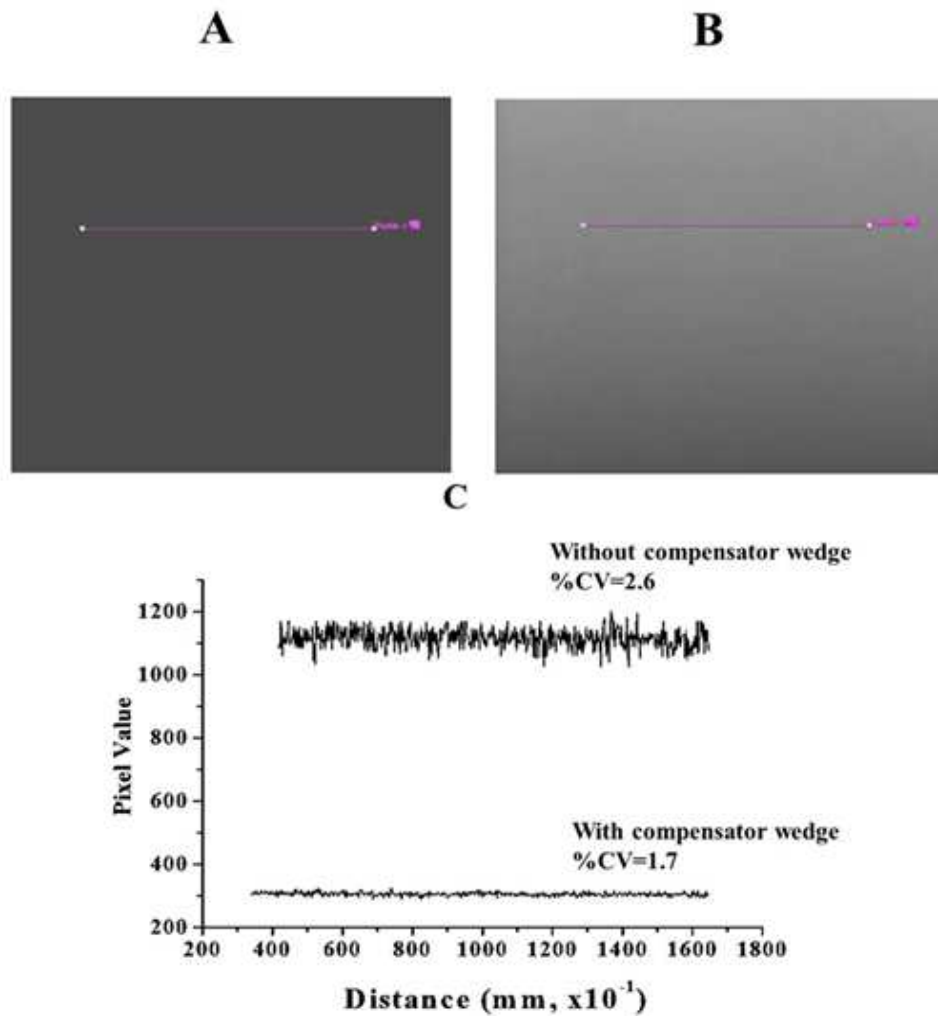 A
B
C
Without compensator wedge
%CV=2.6
1200
1000
800
600
400
200
Pixel Value
With compensator wedge
%CV=1.7
200 400 600 800 1000 1200 1400 1600 1800
Distance (mm, x10⁻¹)